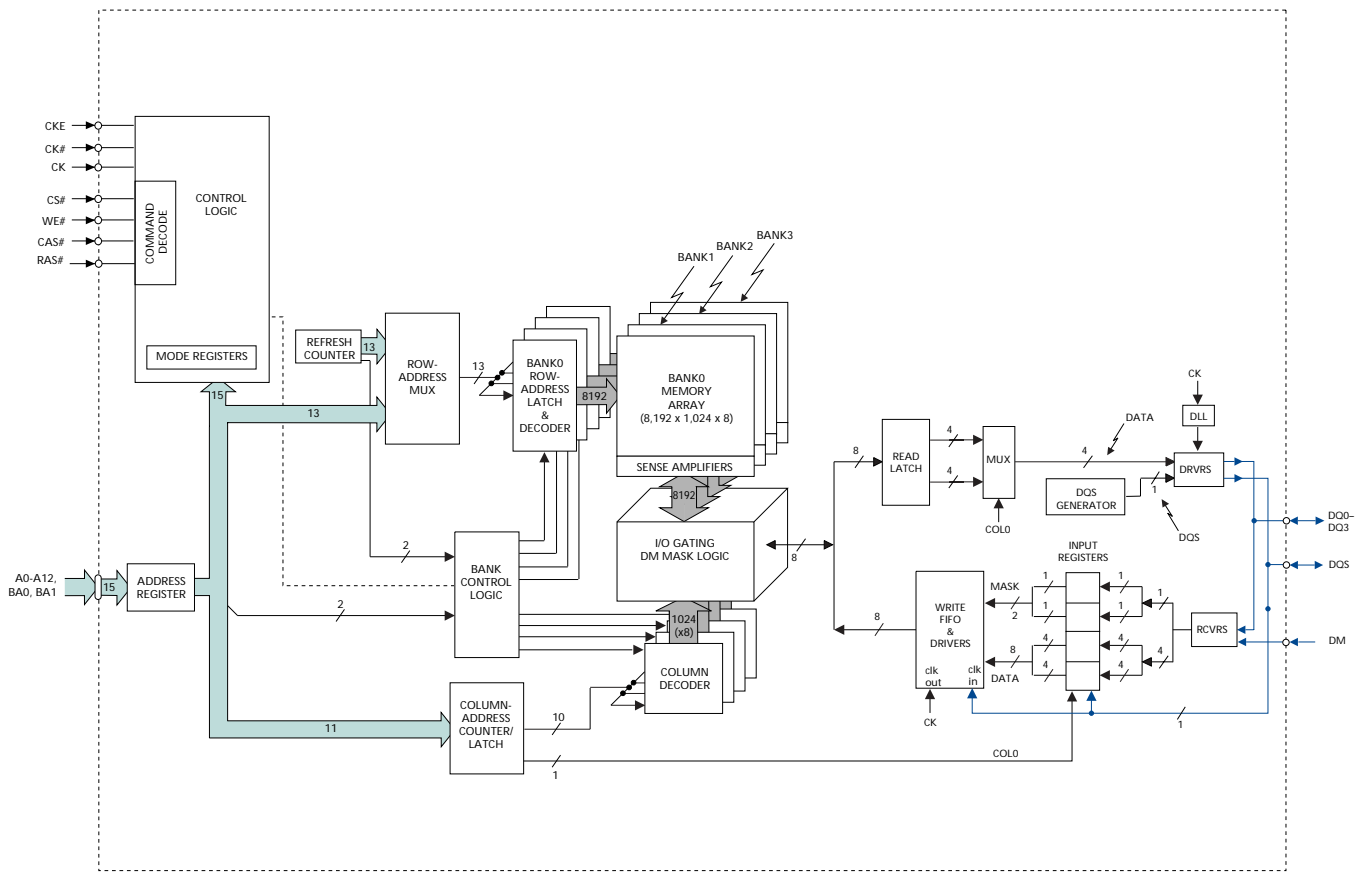 CKE
CK#
CK
CS#
WE#
CAS#
RAS#
COMMAND
DECODE
CONTROL
LOGIC
MODE REGISTERS
15
REFRESH
COUNTER
13
13
ROW-
ADDRESS
MUX
13
BANK0
ROW-
ADDRESS
LATCH
&
DECODER
8192
BANK1
BANK2
BANK3
BANK0
MEMORY
ARRAY
(8,192 x 1,024 x 8)
SENSE AMPLIFIERS
8192
I/O GATING
DM MASK LOGIC
2
BANK
CONTROL
LOGIC
2
A0-A12,
BA0, BA1
15
ADDRESS
REGISTER
1024
(x8)
COLUMN
DECODER
11
COLUMN-
ADDRESS
COUNTER/
LATCH
10
1
COL0
8
8
READ
LATCH
4
4
MUX
COL0
4
DATA
CK
DLL
DRVRS
DQS
GENERATOR
1
DQS
DQ0–
DQ3
DQS
DM
INPUT
REGISTERS
8
WRITE
FIFO
&
DRIVERS
clk
out
clk
in
CK
MASK
2
8
DATA
1
1
4
4
1
1
4
4
1
4
RCVRS
1